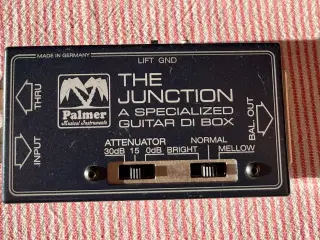 LIFT GND
MADE IN GERMANY
THRU
Palmer
Musical Instruments
THE
JUNCTION
A SPECIALIZED
GUITAR DI BOX
BAL. OUT
INPUT
ATTENUATOR
30dB 15 0dB BRIGHT NORMAL MELLOW